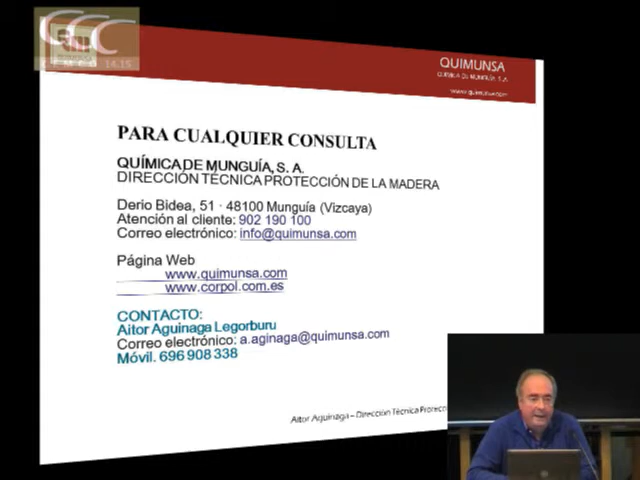 QUIMUNSA
QUÍMICA DE MUNGUÍA, S.A.
www.quimunsa.com
PARA CUALQUIER CONSULTA
QUÍMICA DE MUNGUÍA, S. A.
DIRECCIÓN TÉCNICA PROTECCIÓN DE LA MADERA
Derio Bidea, 51 · 48100 Munguía (Vizcaya)
Atención al cliente: 902 190 100
Correo electrónico: info@quimunsa.com
Página Web
www.quimunsa.com
www.corpol.com.es
CONTACTO:
Aitor Aguinaga Legorburu
Correo electrónico: a.aginaga@quimunsa.com
Móvil. 696 908 338
Aitor Aguinaga – Dirección Técnica